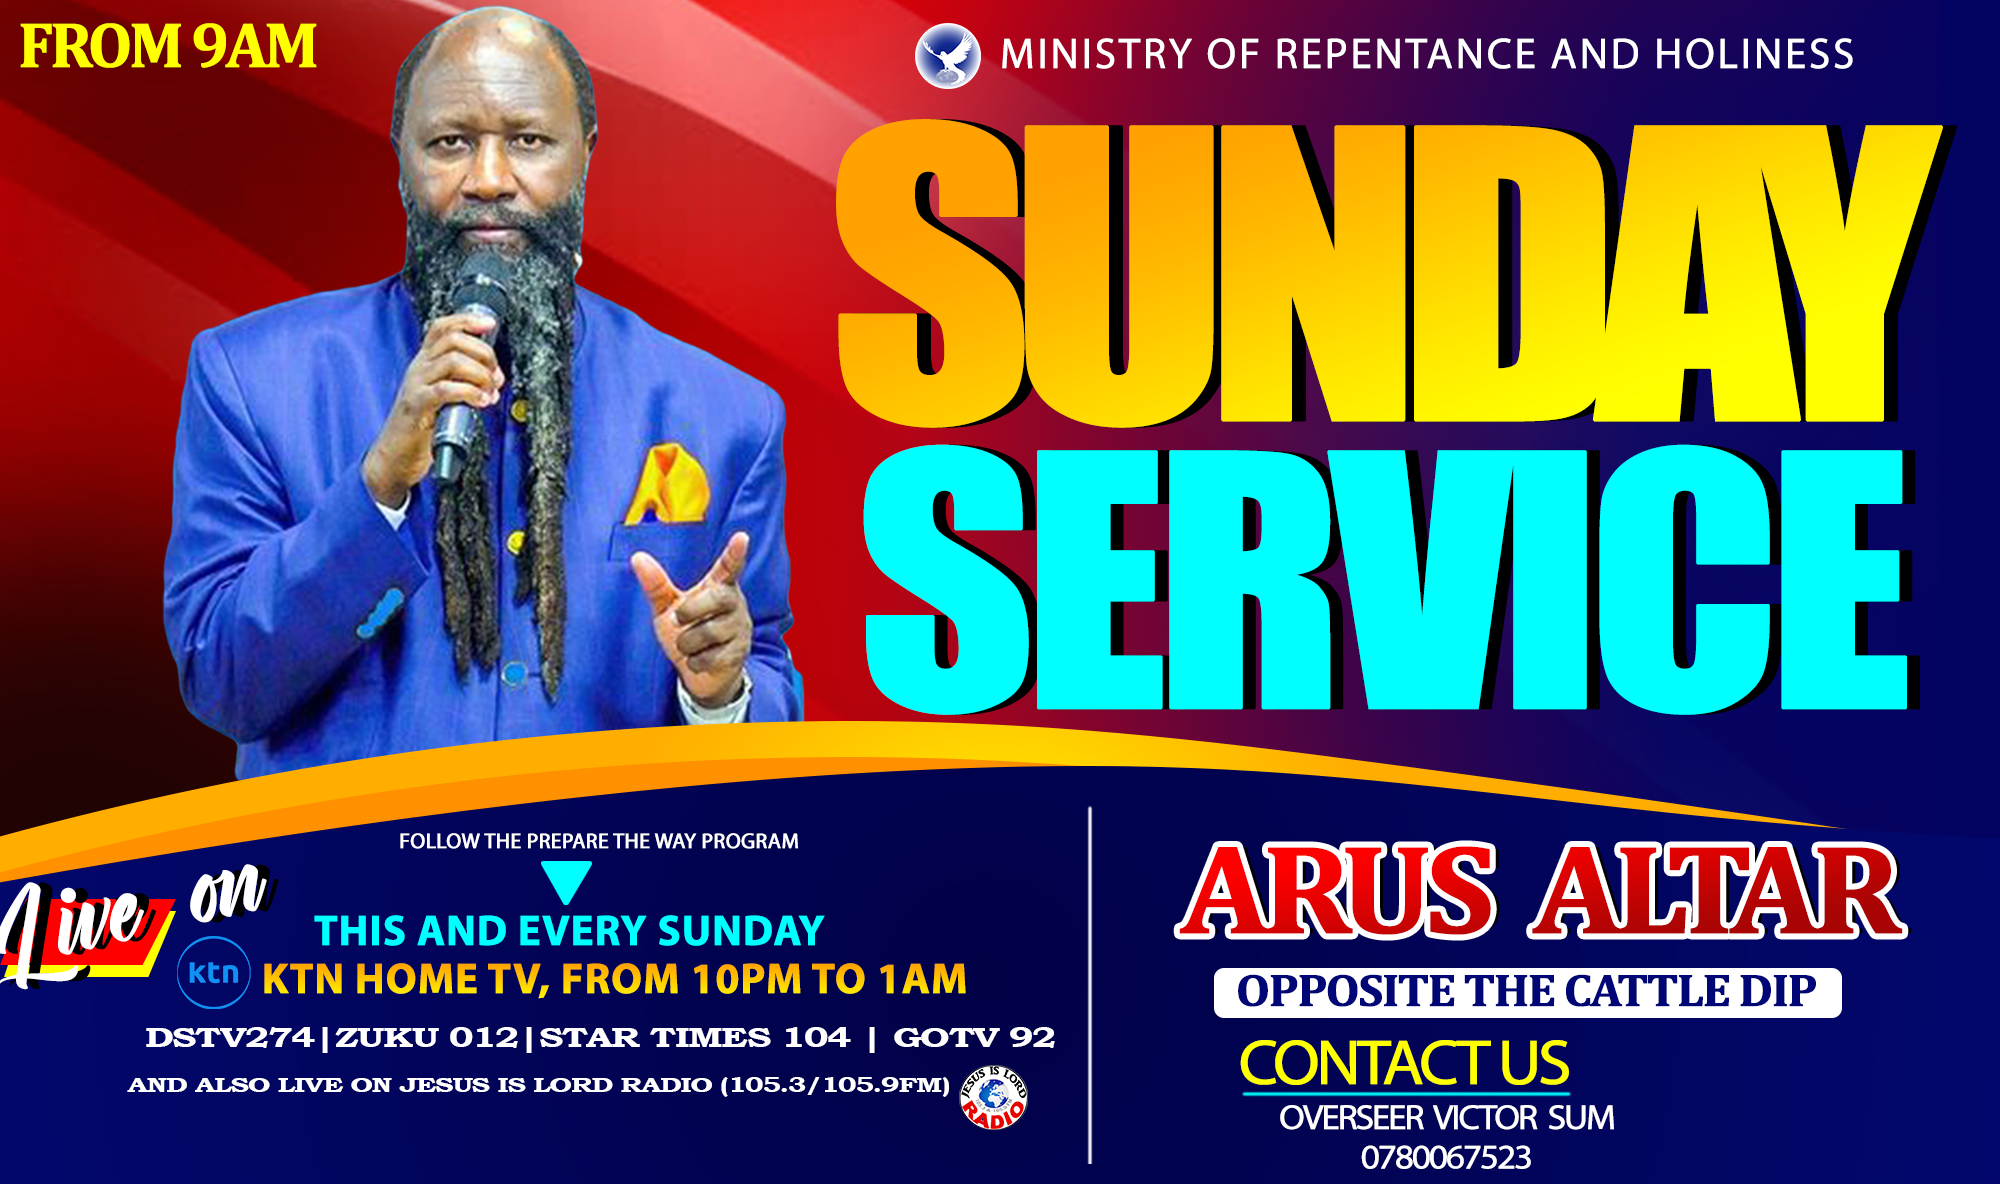 FROM 9AM
MINISTRY OF REPENTANCE AND HOLINESS
SUNDAY
SERVICE
FOLLOW THE PREPARE THE WAY PROGRAM
Live on
THIS AND EVERY SUNDAY
ktn KTN HOME TV, FROM 10PM TO 1AM
DSTV274|ZUKU 012|STAR TIMES 104 | GOTV 92
AND ALSO LIVE ON JESUS IS LORD RADIO (105.3/105.9FM)
JESUS IS LORD
RADIO
ARUS ALTAR
OPPOSITE THE CATTLE DIP
CONTACT US
OVERSEER VICTOR SUM
0780067523